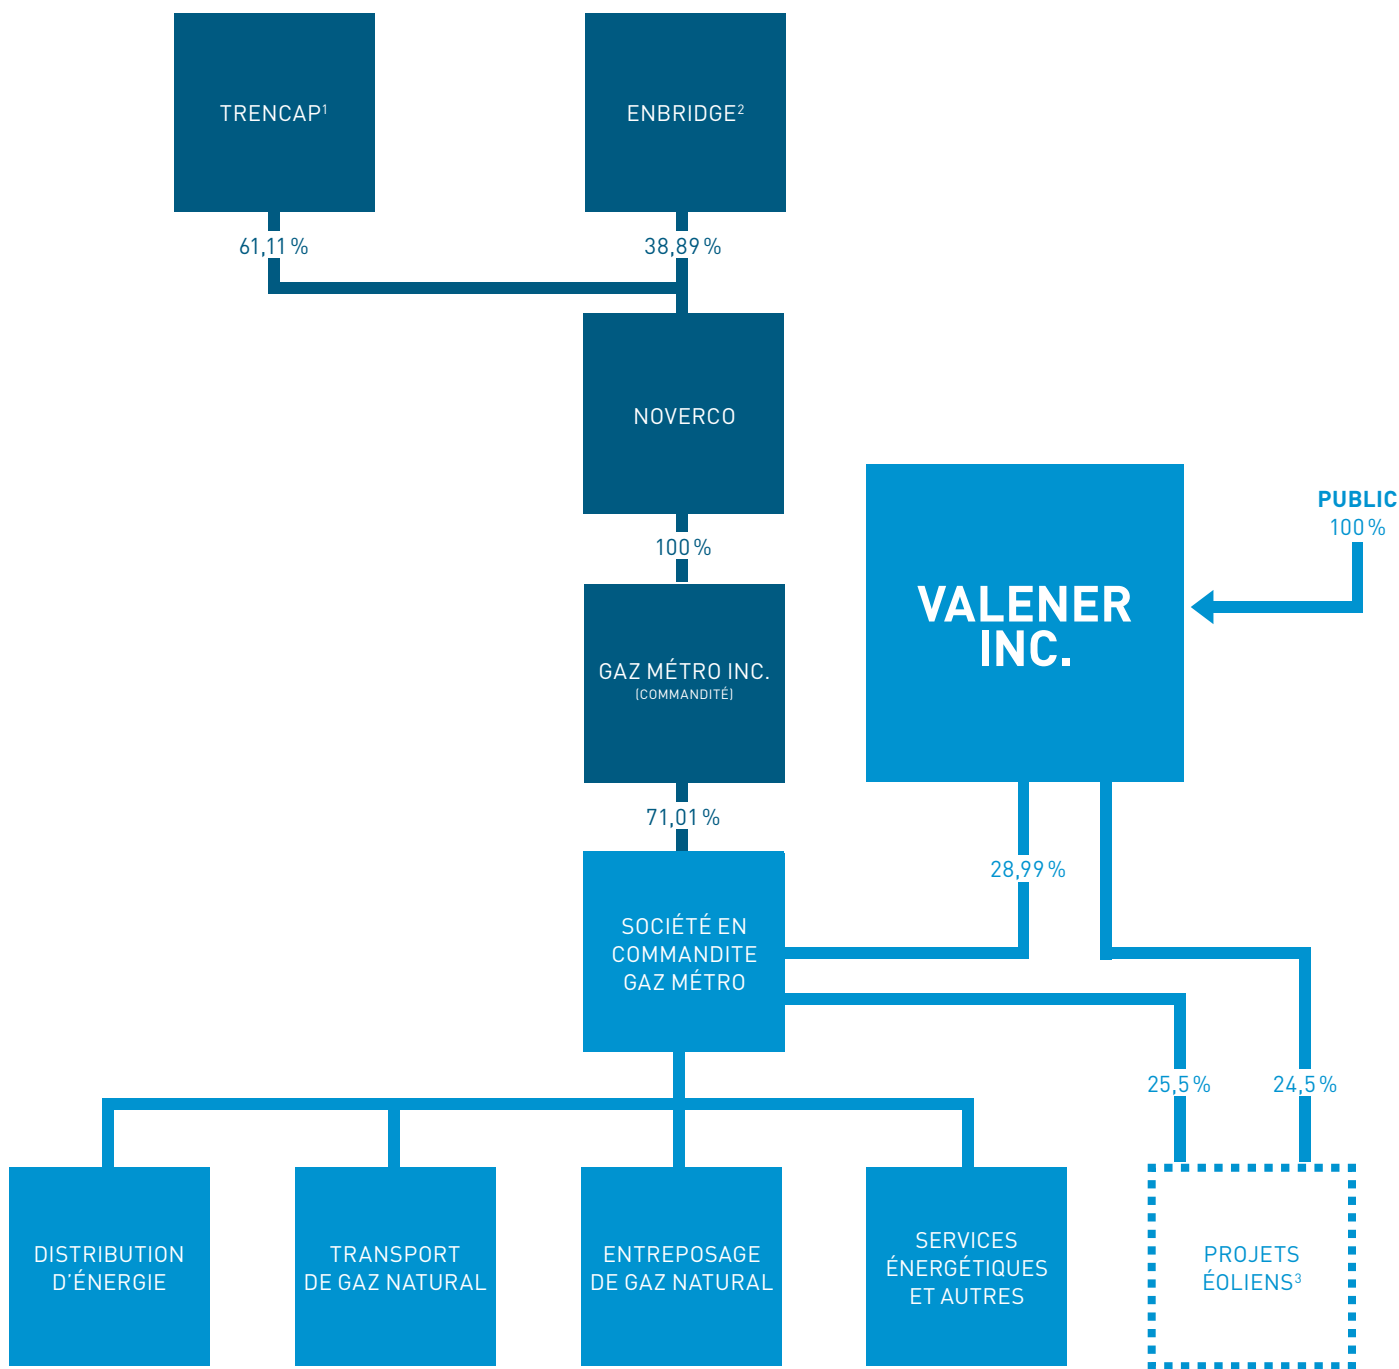 TRENCAP¹
ENBRIDGE²
61,11 %
38,89 %
NOVERCO
100 %
PUBLIC
100 %
VALENER
INC.
GAZ MÉTRO INC.
(COMMANDITÉ)
71,01 %
28,99 %
SOCIÉTÉ EN
COMMANDITE
GAZ MÉTRO
25,5 %
24,5 %
DISTRIBUTION
D’ÉNERGIE
TRANSPORT
DE GAZ NATURAL
ENTREPOSAGE
DE GAZ NATURAL
SERVICES
ÉNERGÉTIQUES
ET AUTRES
PROJETS
ÉOLIENS³